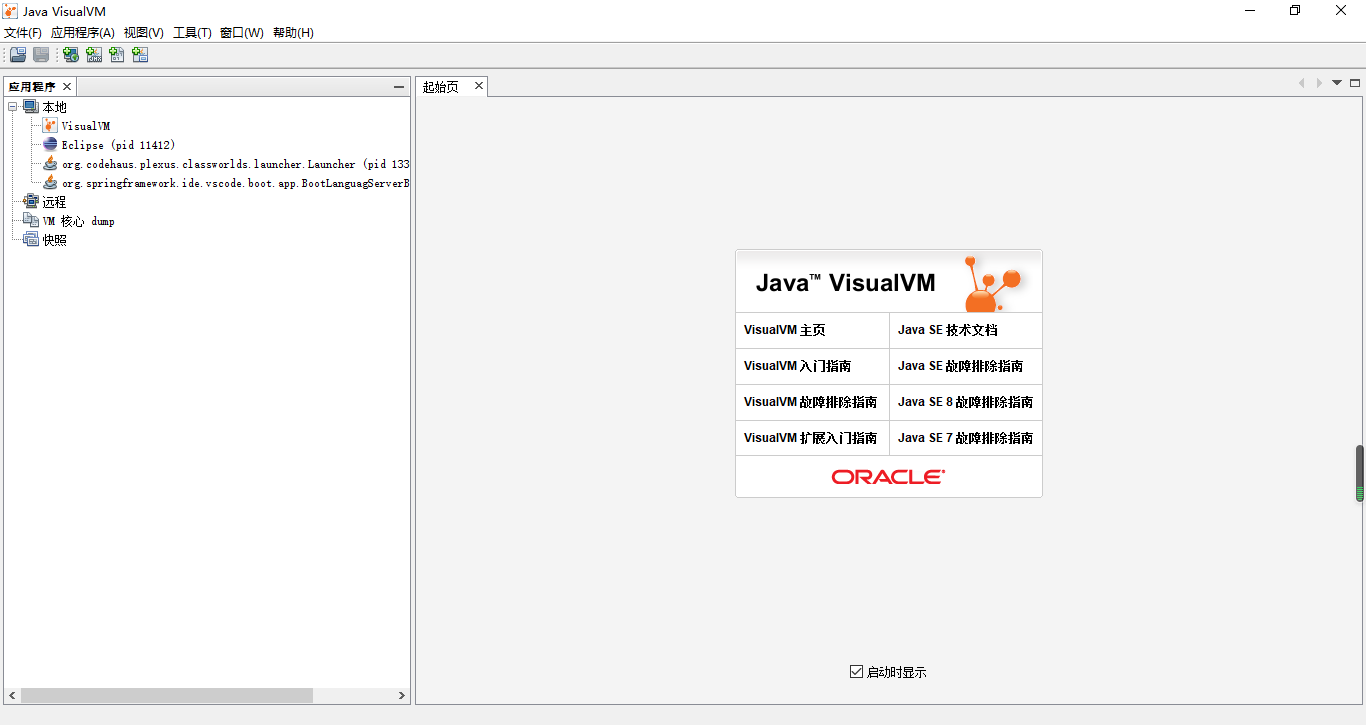 Java VisualVM
文件(F) 应用程序(A) 视图(V) 工具(T) 窗口(W) 帮助(H)
应用程序
起始页
本地
VisualVM
Eclipse (pid 11412)
org.codehaus.plexus.classworlds.launcher.Launcher (pid 133
org.springframework.ide.vscode.boot.app.BootLanguagServerB
远程
VM 核心 dump
快照
Java™ VisualVM
VisualVM 主页
Java SE 技术文档
VisualVM 入门指南
Java SE 故障排除指南
VisualVM 故障排除指南
Java SE 8 故障排除指南
VisualVM 扩展入门指南
Java SE 7 故障排除指南
ORACLE®
启动时显示